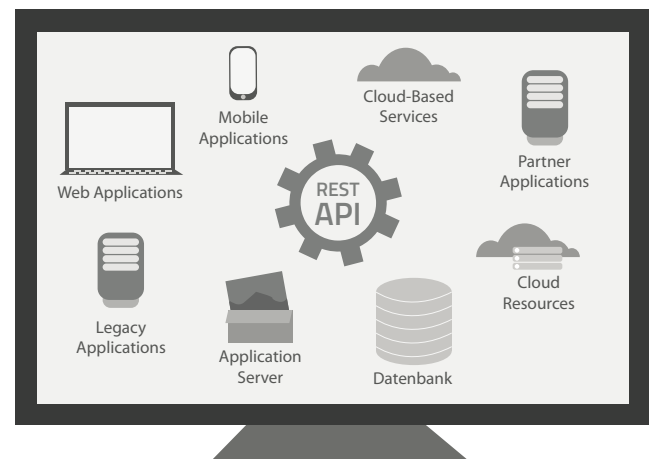 Mobile
Applications
Cloud-Based
Services
Partner
Applications
Web Applications
REST
API
Cloud
Resources
Legacy
Applications
Application
Server
Datenbank